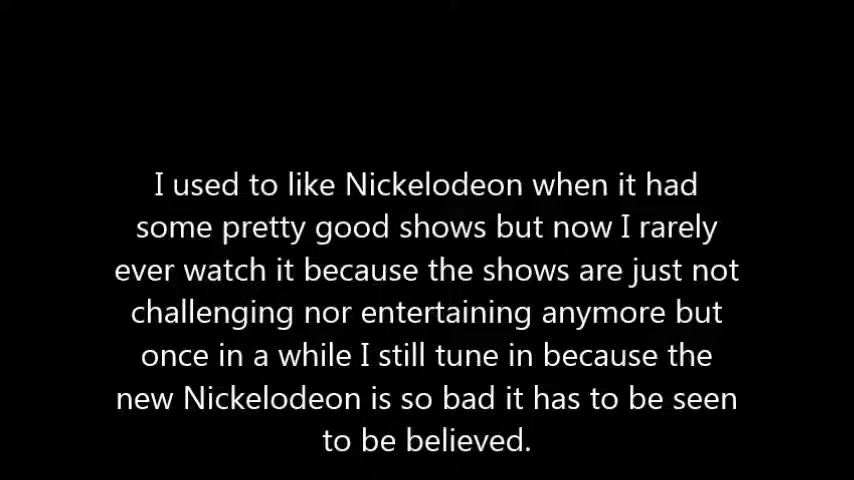 I used to like Nickelodeon when it had
some pretty good shows but now I rarely
ever watch it because the shows are just not
challenging nor entertaining anymore but
once in a while I still tune in because the
new Nickelodeon is so bad it has to be seen
to be believed.